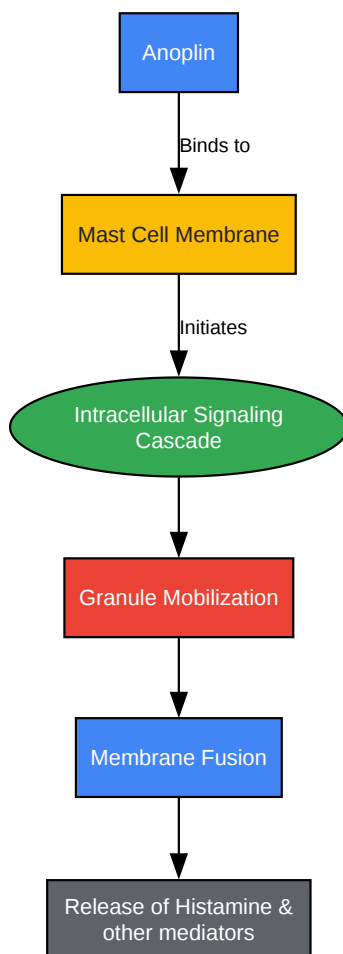 Anoplin
Binds to
Mast Cell Membrane
Initiates
Intracellular Signaling
Cascade
Granule Mobilization
Membrane Fusion
Release of Histamine &
other mediators